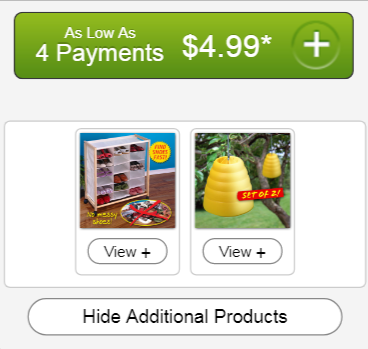 As Low As
4 Payments
$4.99*
+
FIND
SHOES
FAST!
No messy
shoes!
SET OF 2!
View +
View +
Hide Additional Products